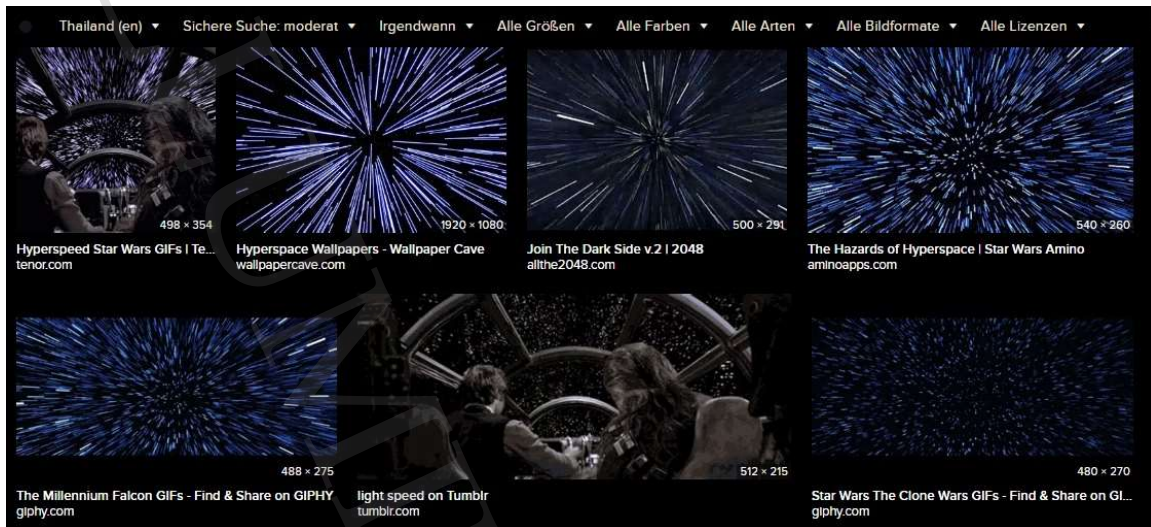 Thailand (en) ▼ Sichere Suche: moderat ▼ Irgendwann ▼ Alle Größen ▼ Alle Farben ▼ Alle Arten ▼ Alle Bildformate ▼ Alle Lizenzen ▼
498 × 354 1920 × 1080 500 × 291 540 × 260
Hyperspeed Star Wars GIFs | Te... Hyperspace Wallpapers - Wallpaper Cave Join The Dark Side v.2 | 2048 The Hazards of Hyperspace | Star Wars Amino
tenor.com wallpapercave.com allthe2048.com aminoapps.com
488 × 275 512 × 215 480 × 270
The Millennium Falcon GIFs - Find & Share on GIPHY light speed on Tumblr Star Wars The Clone Wars GIFs - Find & Share on GI...
giphy.com tumblr.com giphy.com